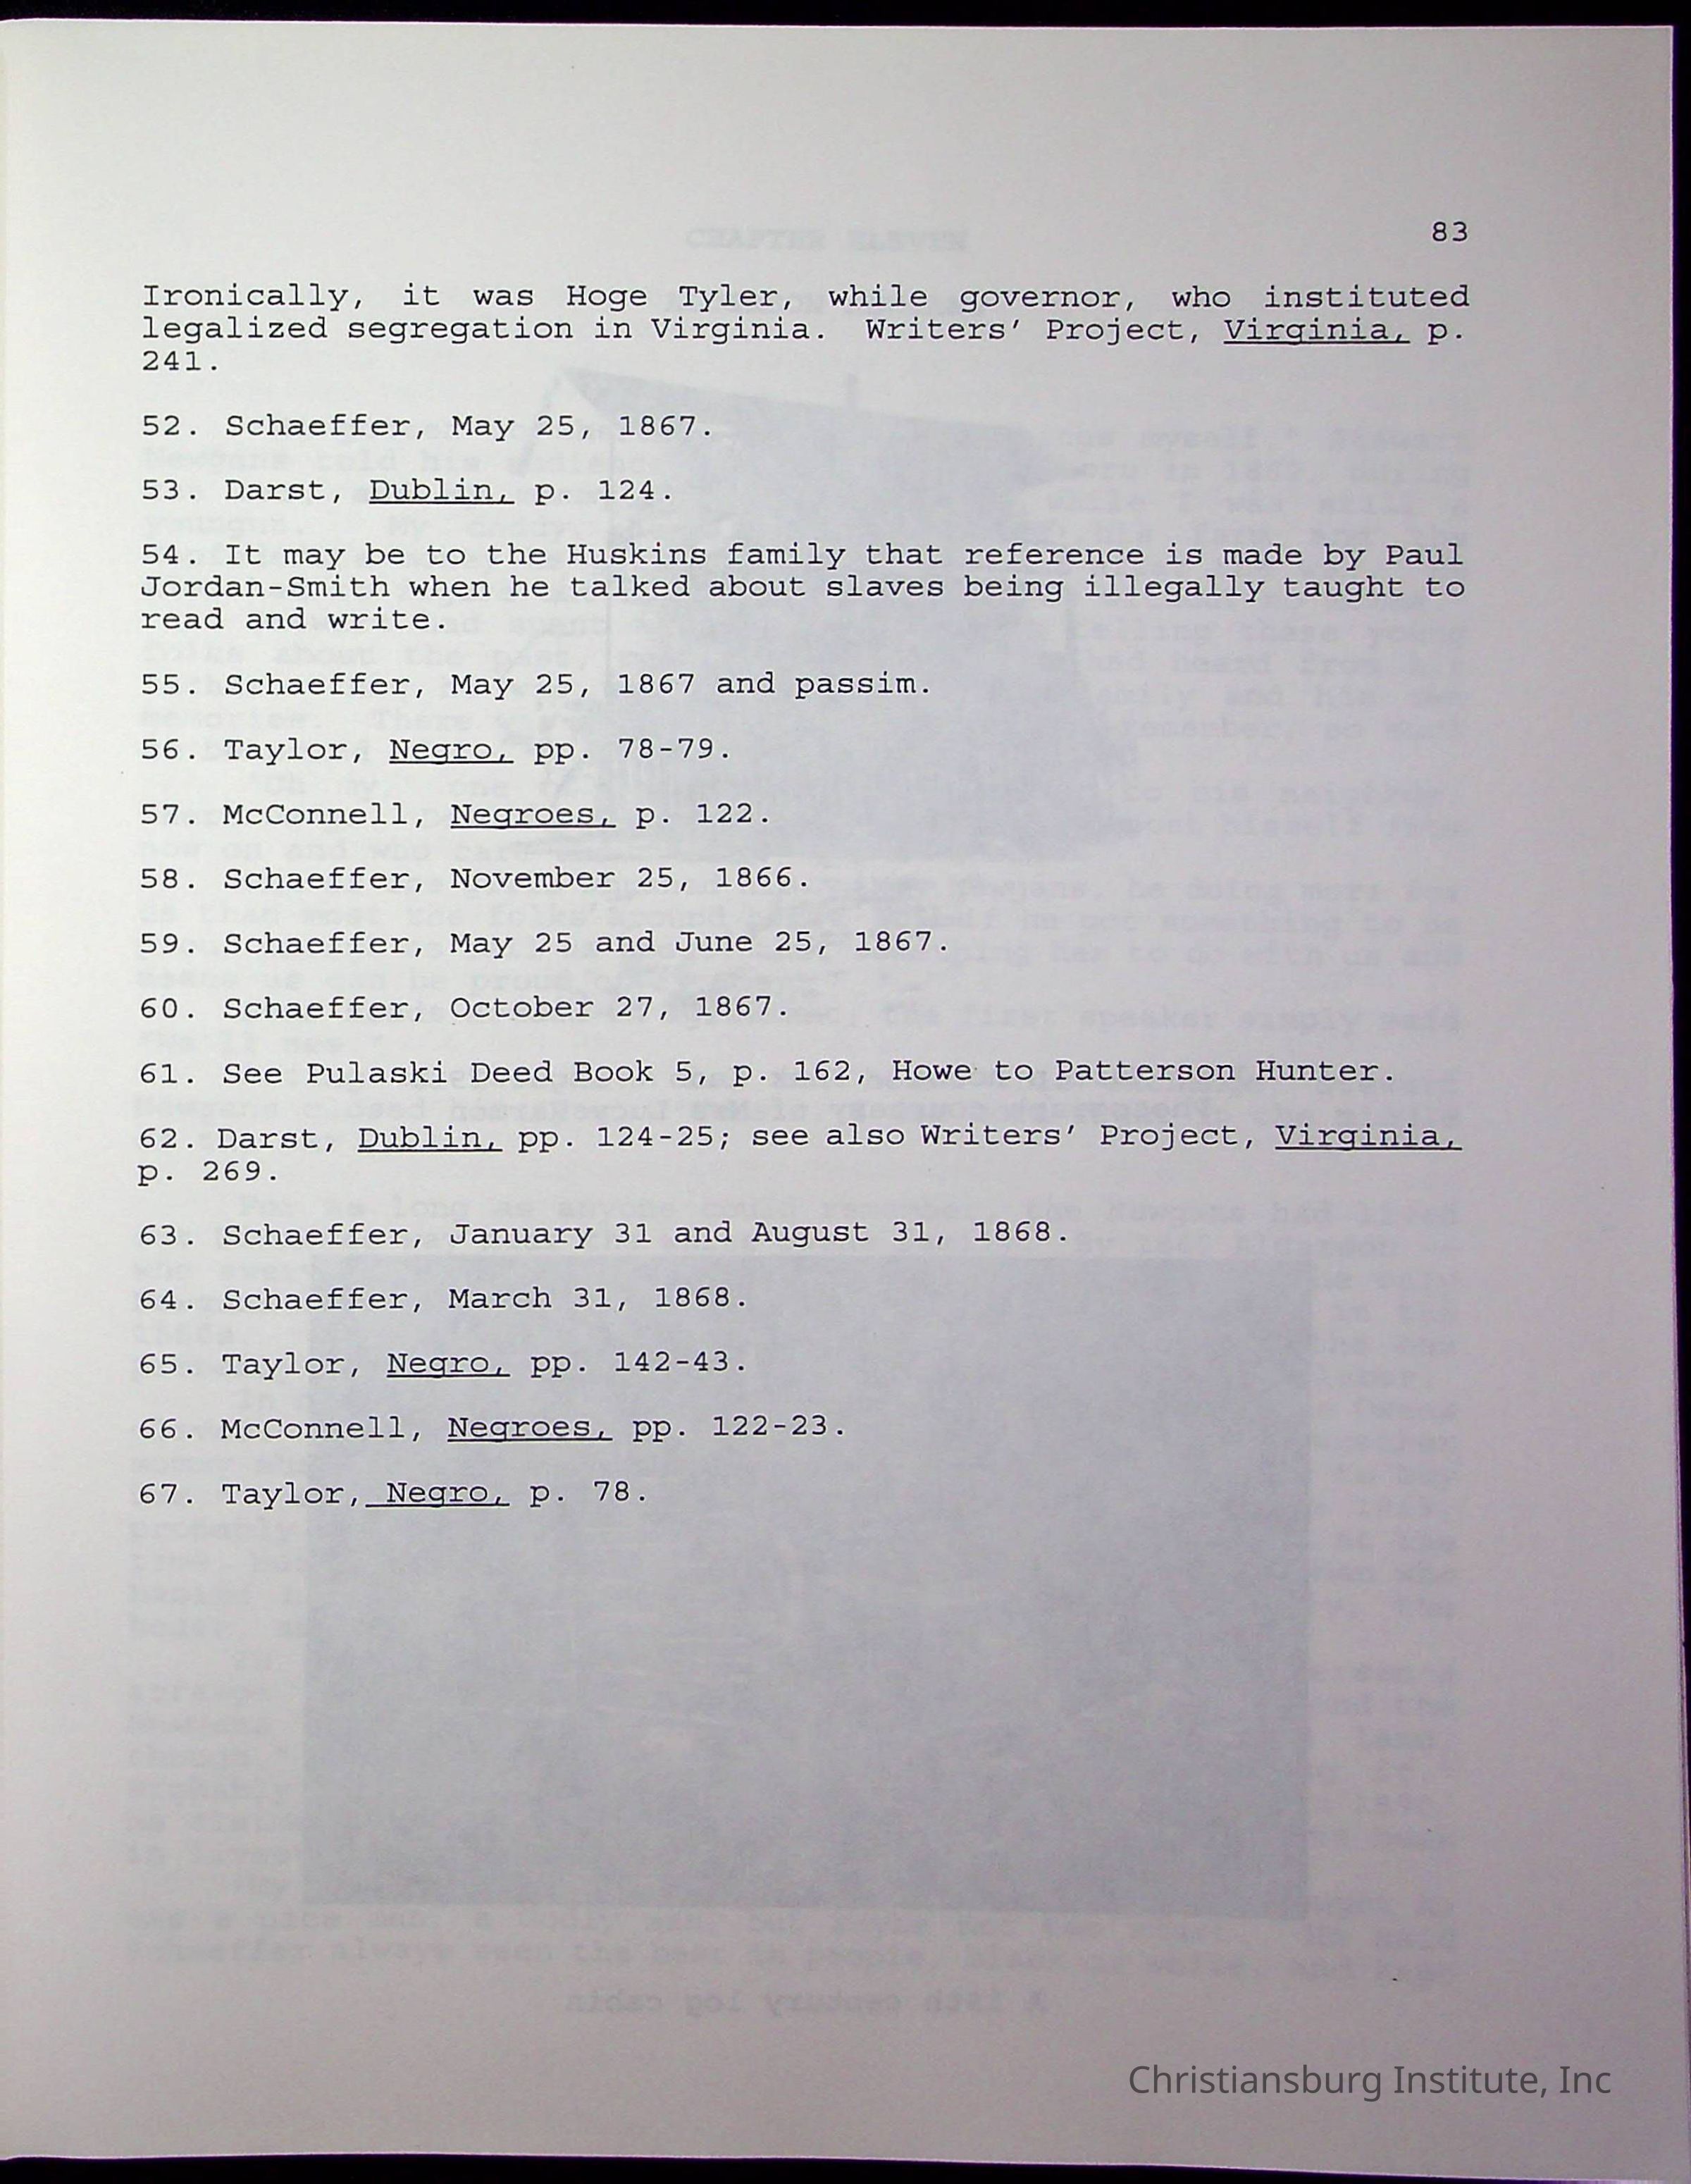 83
Ironically, it was Hoge Tyler, while governor, who instituted
legalized segregation in Virginia. Writers' Project, Virginia, p.
241.
52. Schaeffer, May 25, 1867.
53. Darst, Dublin, p. 124.
54. It may be to the Huskins family that reference is made by Paul
Jordan-Smith when he talked about slaves being illegally taught to
read and write.
55. Schaeffer, May 25, 1867 and passim.
56. Taylor, Negro, pp. 78-79.
57. McConnell, Negroes, p. 122.
58. Schaeffer, November 25, 1866.
59. Schaeffer, May 25 and June 25, 1867.
60. Schaeffer, October 27, 1867.
61. See Pulaski Deed Book 5, p. 162, Howe to Patterson Hunter.
62. Darst, Dublin, pp. 124-25; see also Writers' Project, Virginia,
p. 269.
63. Schaeffer, January 31 and August 31, 1868.
64. Schaeffer, March 31, 1868.
65. Taylor, Negro, pp. 142-43.
66. McConnell, Negroes, pp. 122-23.
67. Taylor, Negro, p. 78.
Christiansburg Institute, Inc